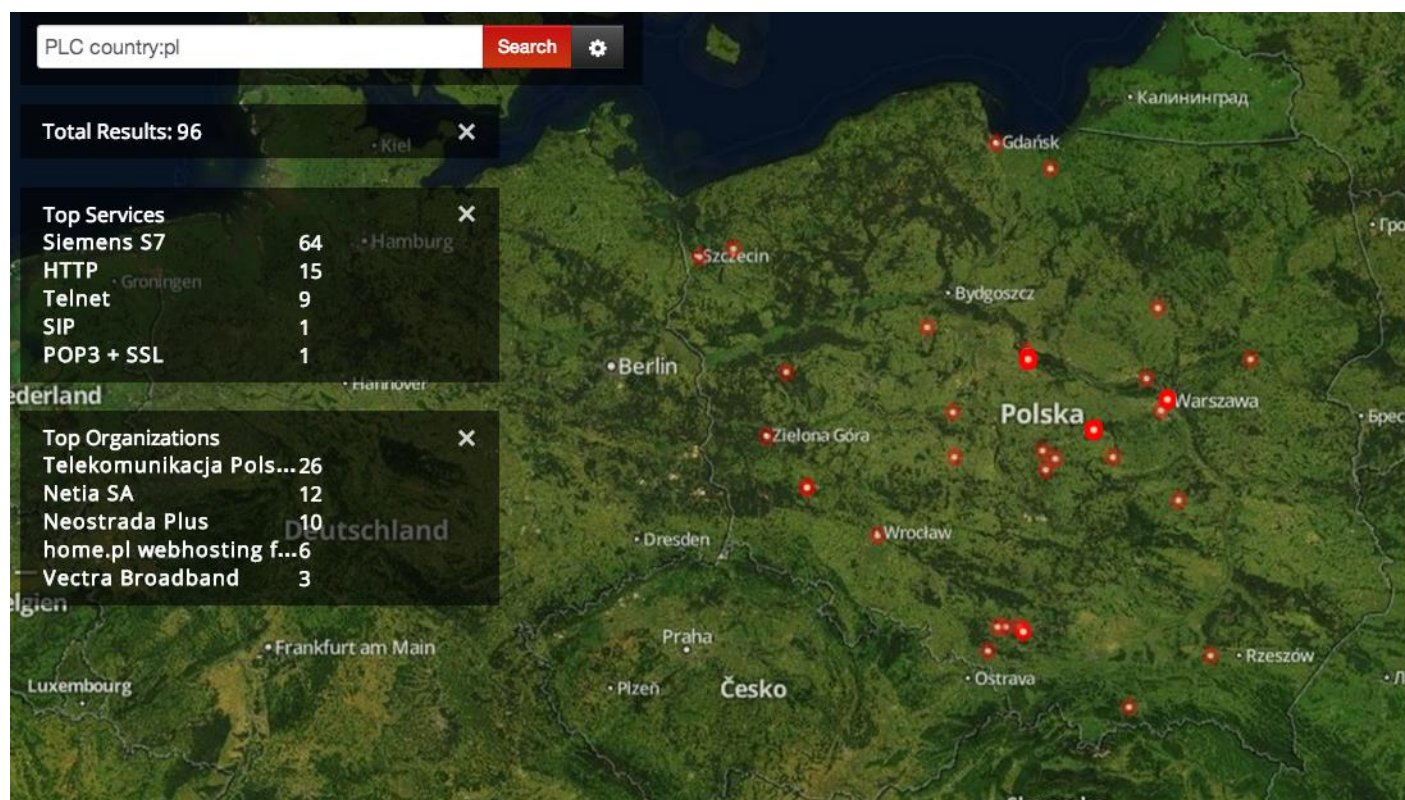 PLC country:pl
Search
Total Results: 96
Top Services
Siemens S7 64
HTTP 15
Telnet 9
SIP 1
POP3 + SSL 1
Top Organizations
Telekomunikacja Pols...26
Netia SA 12
Neostrada Plus 10
home.pl webhosting f...6
Vectra Broadband 3
Калининград
Gdańsk
Kiel
Hamburg
Szczecin
Groningen
Bydgoszcz
Berlin
Hannover
ederland
Warszawa
Polska
Брес
Zielona Góra
Deutschland
Dresden
Wrocław
elgien
Praha
Frankfurt am Main
Rzeszów
Luxembourg
Plzeň
Česko
Ostrava